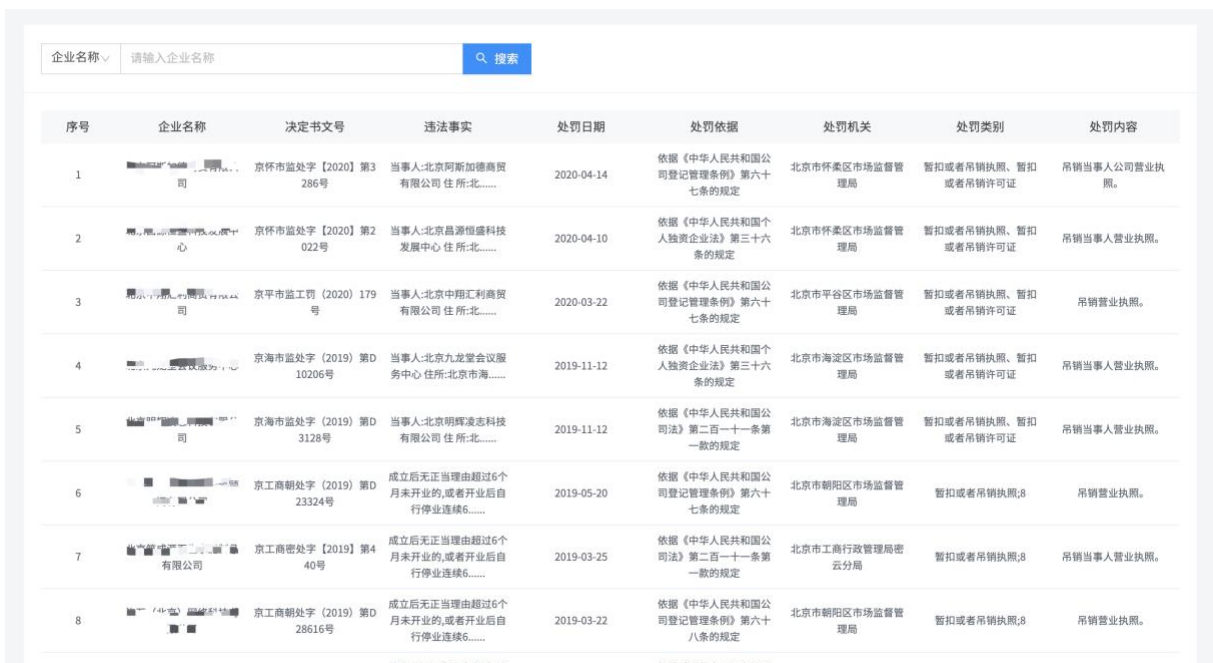 企业名称 请输入企业名称 搜索
序号 企业名称 决定书文号 违法事实 处罚日期 处罚依据 处罚机关 处罚类别 处罚内容
依据《中华人民共和国公
京怀市监处字【2020】第3 当事人:北京阿斯加德商贸 北京市怀柔区市场监督管 暂扣或者吊销执照、暂扣 吊销当事人公司营业执
1 2020-04-14 司登记管理条例》第六十
司 286号 有限公司 住 所:北...... 理局 或者吊销许可证 照。
七条的规定
依据《中华人民共和国个
京怀市监处字【2020】第2 当事人:北京昌源恒盛科技 北京市怀柔区市场监督管 暂扣或者吊销执照、暂扣
2 2020-04-10 人独资企业法》第三十六 吊销当事人营业执照。
心 022号 发展中心 住 所:北...... 理局 或者吊销许可证
条的规定
依据《中华人民共和国公
京平市监工罚（2020）179 当事人:北京中翔汇利商贸 北京市平谷区市场监督管 暂扣或者吊销执照、暂扣
3 2020-03-22 司登记管理条例》第六十 吊销营业执照。
司 号 有限公司 住 所:北...... 理局 或者吊销许可证
七条的规定
依据《中华人民共和国个
京海市监处字（2019）第D 当事人:北京九龙堂会议服 北京市海淀区市场监督管 暂扣或者吊销执照、暂扣
4 2019-11-12 人独资企业法》第三十六 吊销当事人营业执照。
10206号 务中心 住所:北京市海...... 理局 或者吊销许可证
条的规定
依据《中华人民共和国公
京海市监处字（2019）第D 当事人:北京明辉凌志科技 北京市海淀区市场监督管 暂扣或者吊销执照、暂扣
5 2019-11-12 司法》第二百一十一条第 吊销当事人营业执照。
司 3128号 有限公司 住 所:北...... 理局 或者吊销许可证
一款的规定
成立后无正当理由超过6个 依据《中华人民共和国公
京工商朝处字（2019）第D 北京市朝阳区市场监督管
6 月未开业的,或者开业后自 2019-05-20 司登记管理条例》第六十 暂扣或者吊销执照;8 吊销营业执照。
23324号 理局
行停业连续6...... 七条的规定
成立后无正当理由超过6个 依据《中华人民共和国公
京工商密处字【2019】第4 北京市工商行政管理局密
7 月未开业的,或者开业后自 2019-03-25 司法》第二百一十一条第 暂扣或者吊销执照;8 吊销当事人营业执照。
有限公司 40号 云分局
行停业连续6...... 一款的规定
成立后无正当理由超过6个 依据《中华人民共和国公
京工商朝处字（2019）第D 北京市朝阳区市场监督管
8 月未开业的,或者开业后自 2019-03-22 司登记管理条例》第六十 暂扣或者吊销执照;8 吊销营业执照。
28616号 理局
行停业连续6...... 八条的规定